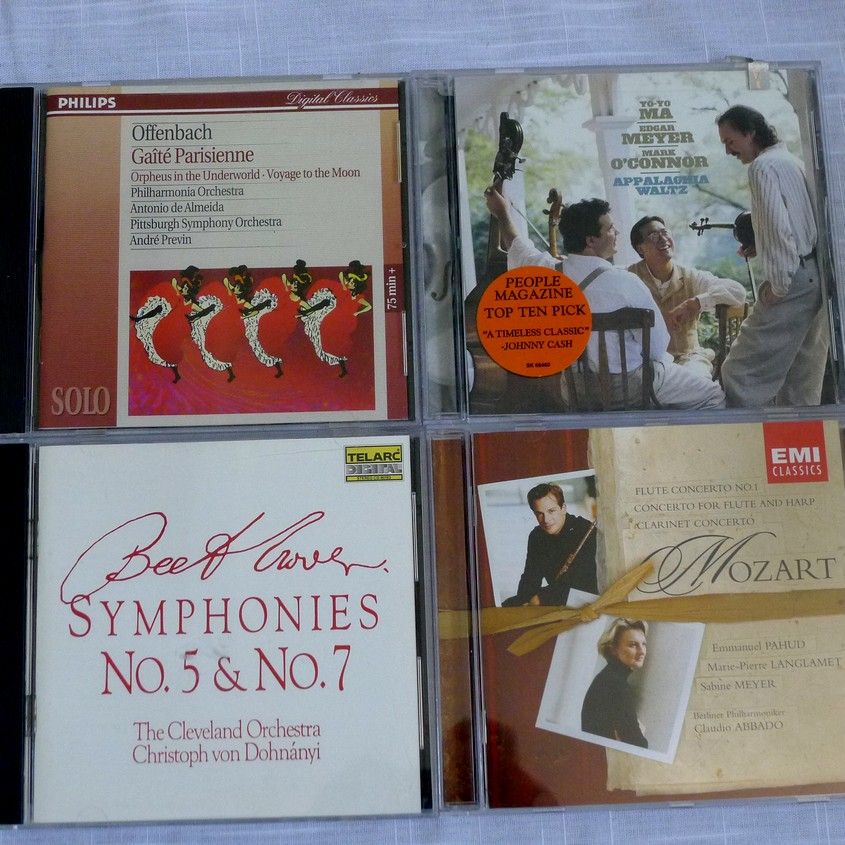 PHILIPS
Digital Classics
Offenbach
Gaîté Parisienne
Orpheus in the Underworld · Voyage to the Moon
Philharmonia Orchestra
Antonio de Almeida
Pittsburgh Symphony Orchestra
André Previn
75 min +
SOLO
YO-YO
MA
EDGAR
MEYER
MARK
O'CONNOR
APPALACHIA
WALTZ
PEOPLE
MAGAZINE
TOP TEN PICK
"A TIMELESS CLASSIC"
-JOHNNY CASH
TELARC
DIGITAL
Beethoven.
SYMPHONIES
NO. 5 & NO. 7
The Cleveland Orchestra
Christoph von Dohnányi
EMI
CLASSICS
FLUTE CONCERTO NO.1
CONCERTO FOR FLUTE AND HARP
CLARINET CONCERTO
MOZART
Emmanuel PAHUD
Marie-Pierre LANGLAMET
Sabine MEYER
Berliner Philharmoniker
Claudio ABBADO